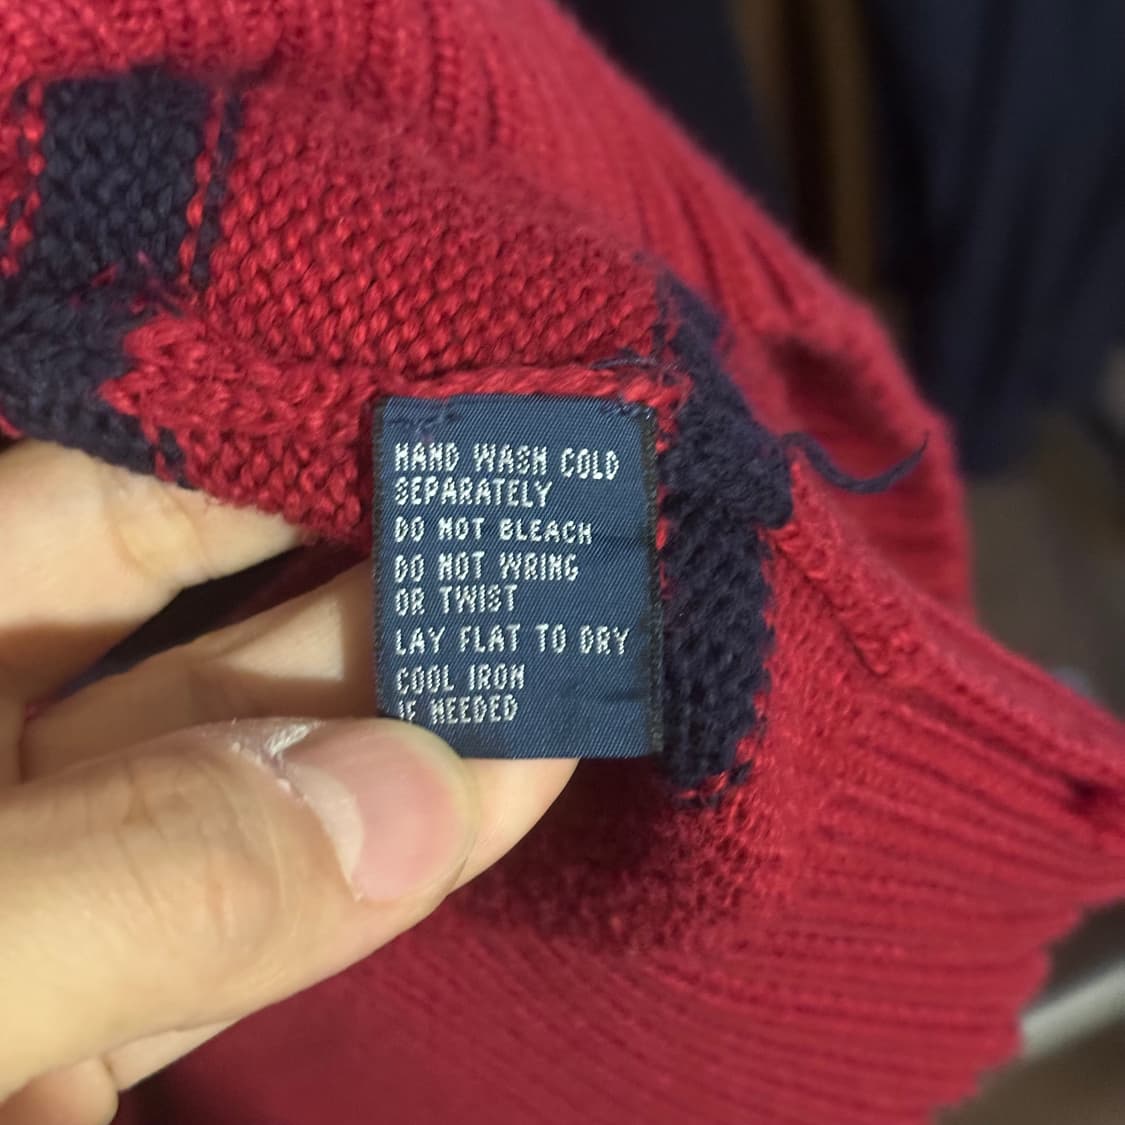 HAND WASH COLD
SEPARATELY
DO NOT BLEACH
DO NOT WRING
OR TWIST
LAY FLAT TO DRY
COOL IRON
IF NEEDED